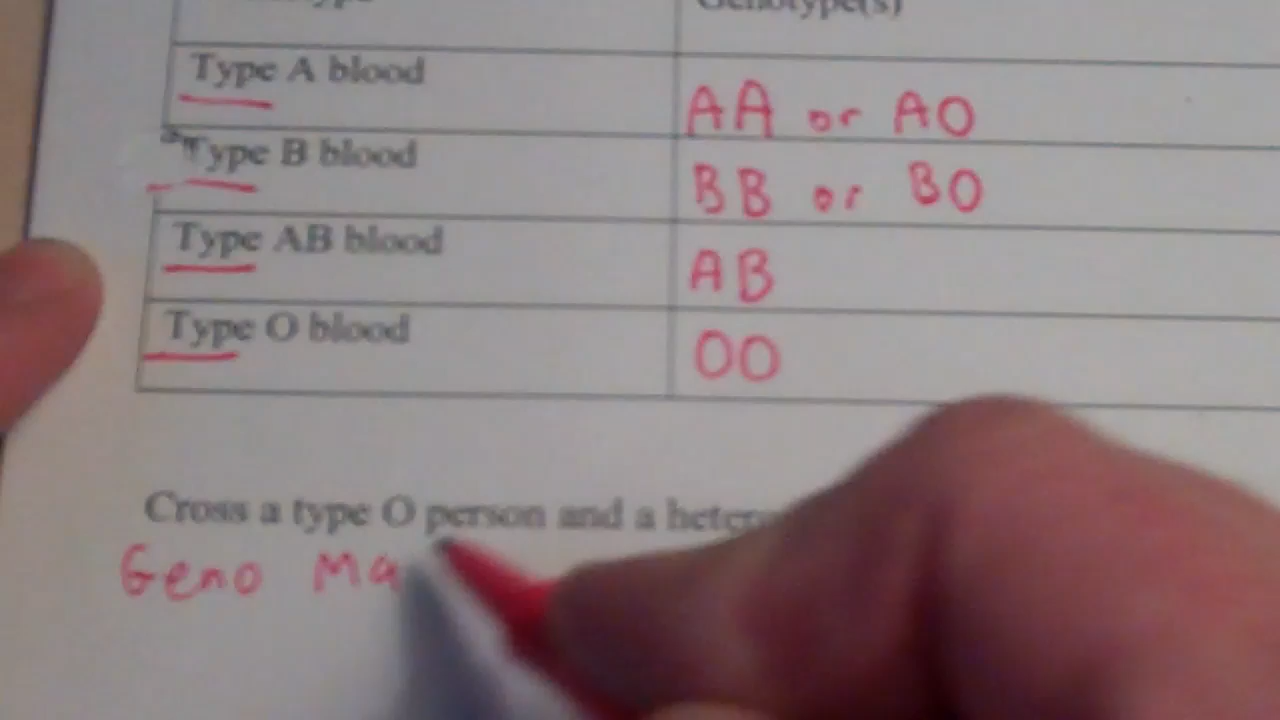 Genotype(s)
Type A blood AA or AO
Type B blood BB or BO
Type AB blood AB
Type O blood OO
Cross a type O person and a
Geno